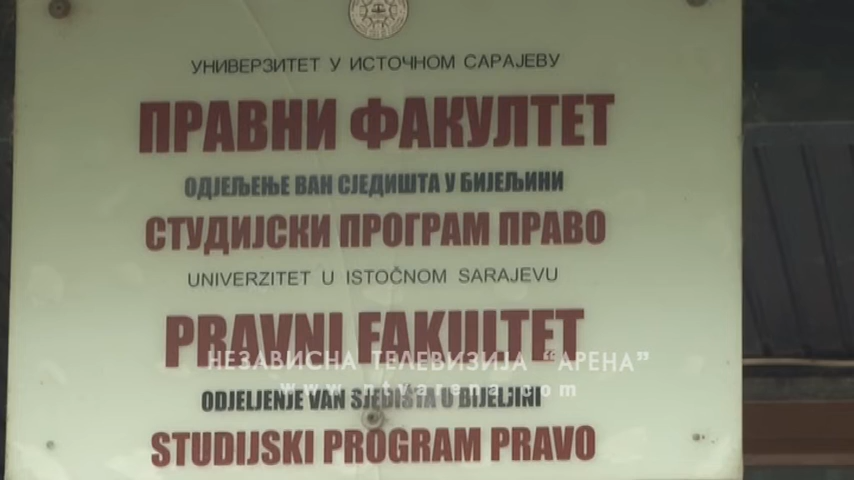 УНИВЕРЗИТЕТ У ИСТОЧНОМ САРАЈЕВУ
ПРАВНИ ФАКУЛТЕТ
ОДЈЕЉЕЊЕ ВАН СЈЕДИШТА У БИЈЕЉИНИ
СТУДИЈСКИ ПРОГРАМ ПРАВО
UNIVERZITET U ISTOČNOM SARAJEVU
PRAVNI FAKULTET
НЕЗАВИСНА ТЕЛЕВИЗИЈА „АРЕНА”
www.ntvarena.com
ODJELJENJE VAN SJEDIŠTA U BIJELJINI
STUDIJSKI PROGRAM PRAVO